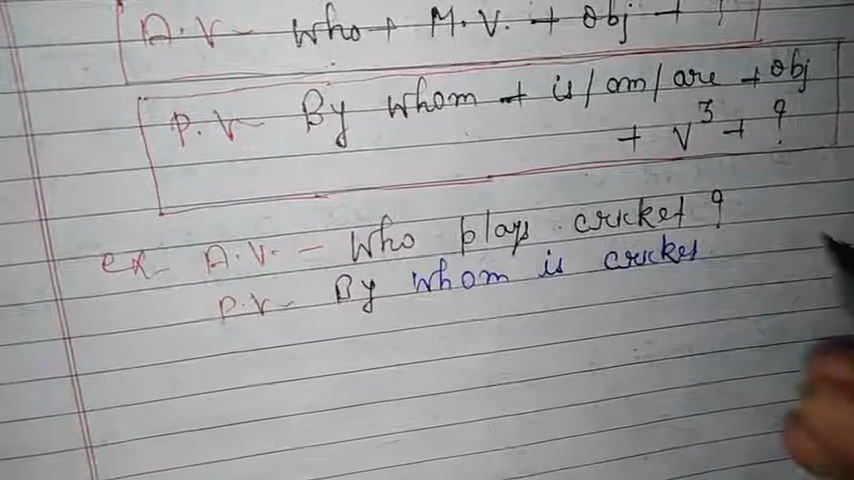 A.V- Who + M.V. + obj + ?
P.V- By whom + is/am/are + obj
+ V3 + ?
ex- A.V. - Who plays cricket ?
P.V- By whom is cricket